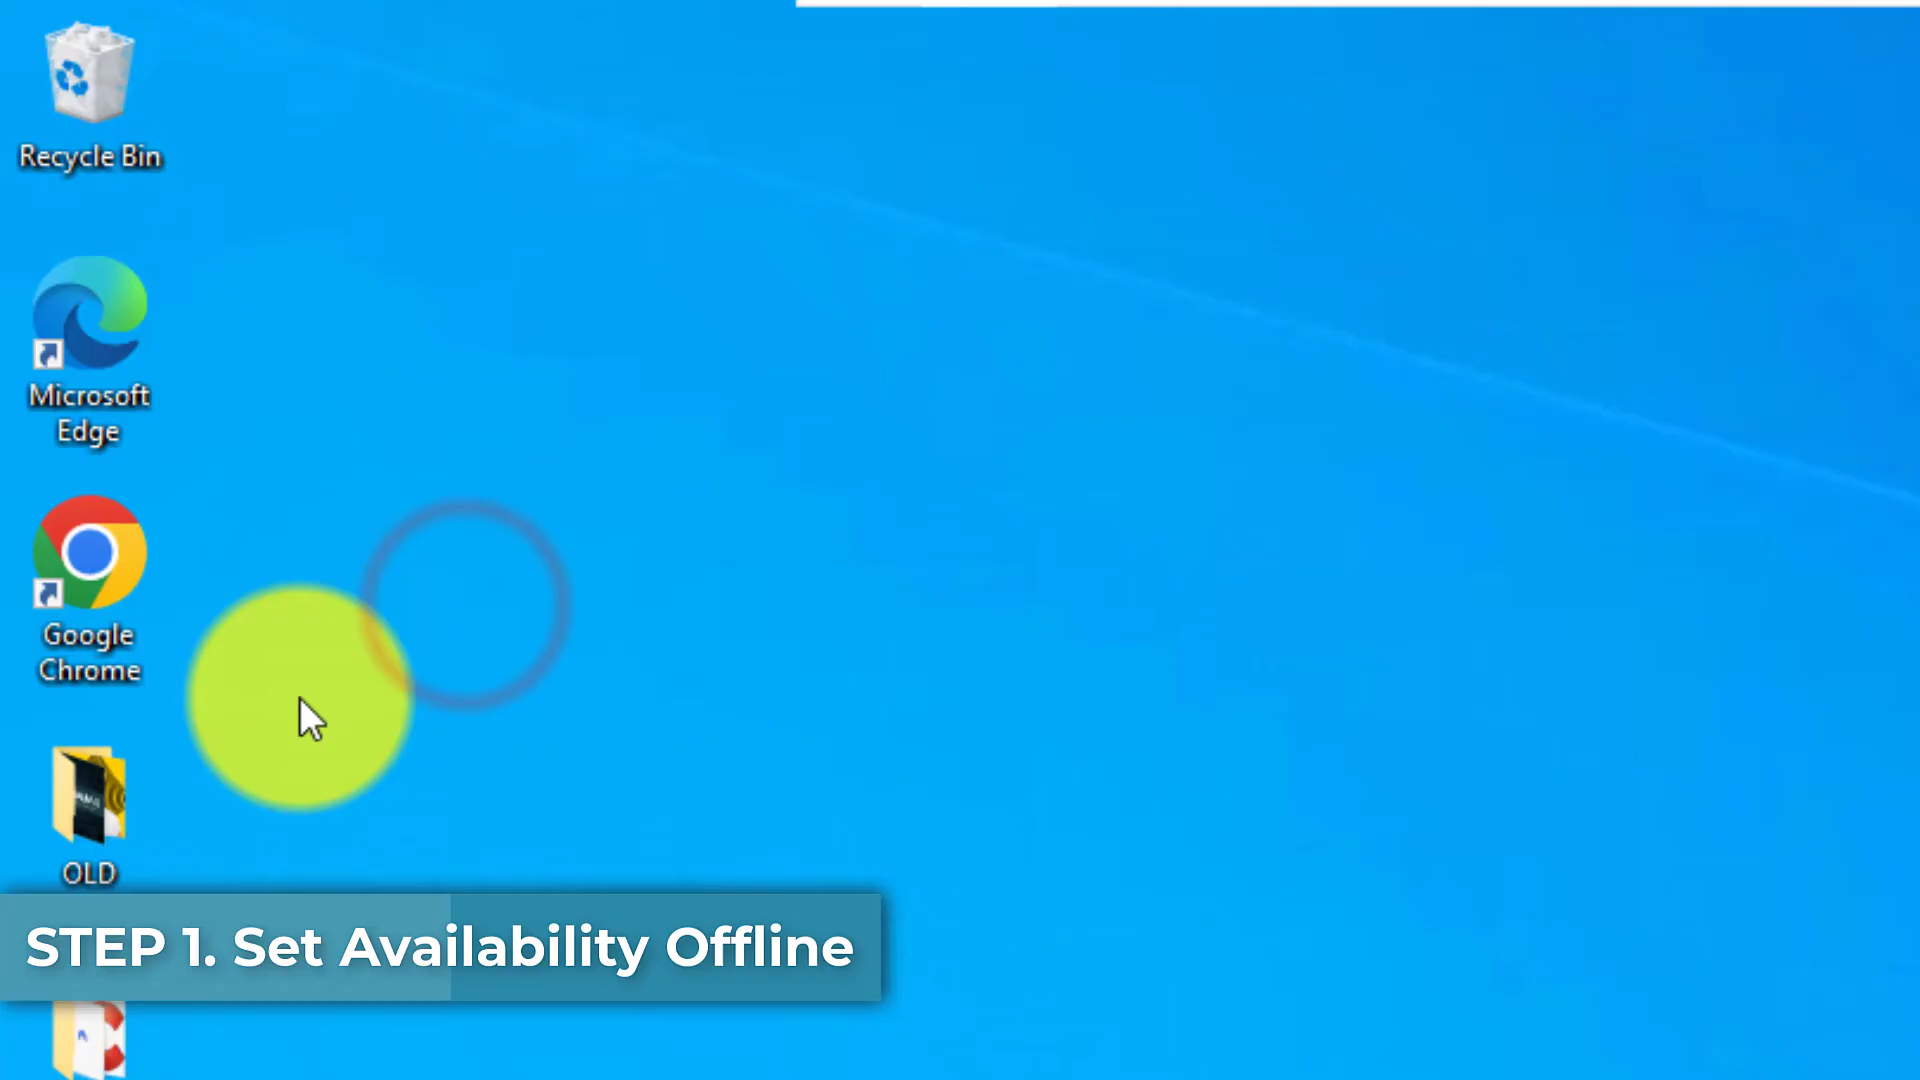 Recycle Bin
Microsoft
Edge
Google
Chrome
OLD
STEP 1. Set Availability Offline